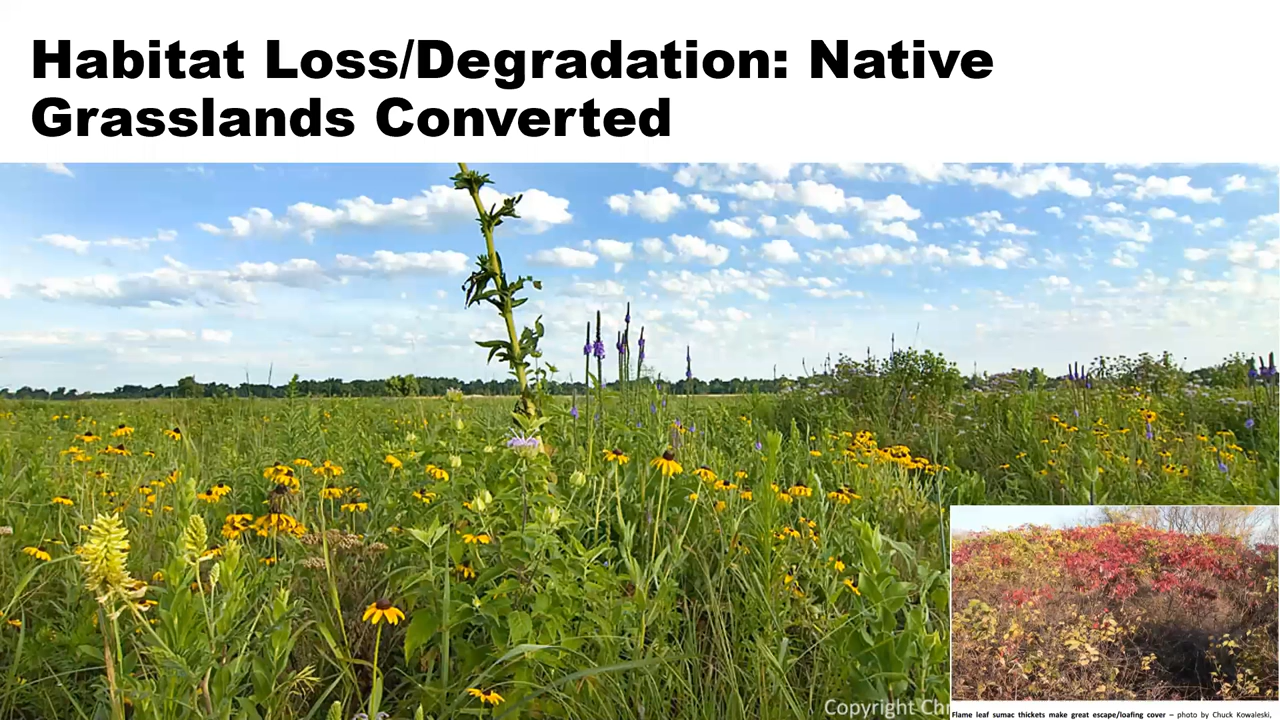 Habitat Loss/Degradation: Native
Grasslands Converted
Copyright
Flame leaf sumac thickets make great escape/loafing cover – photo by Chuck Kowaleski,